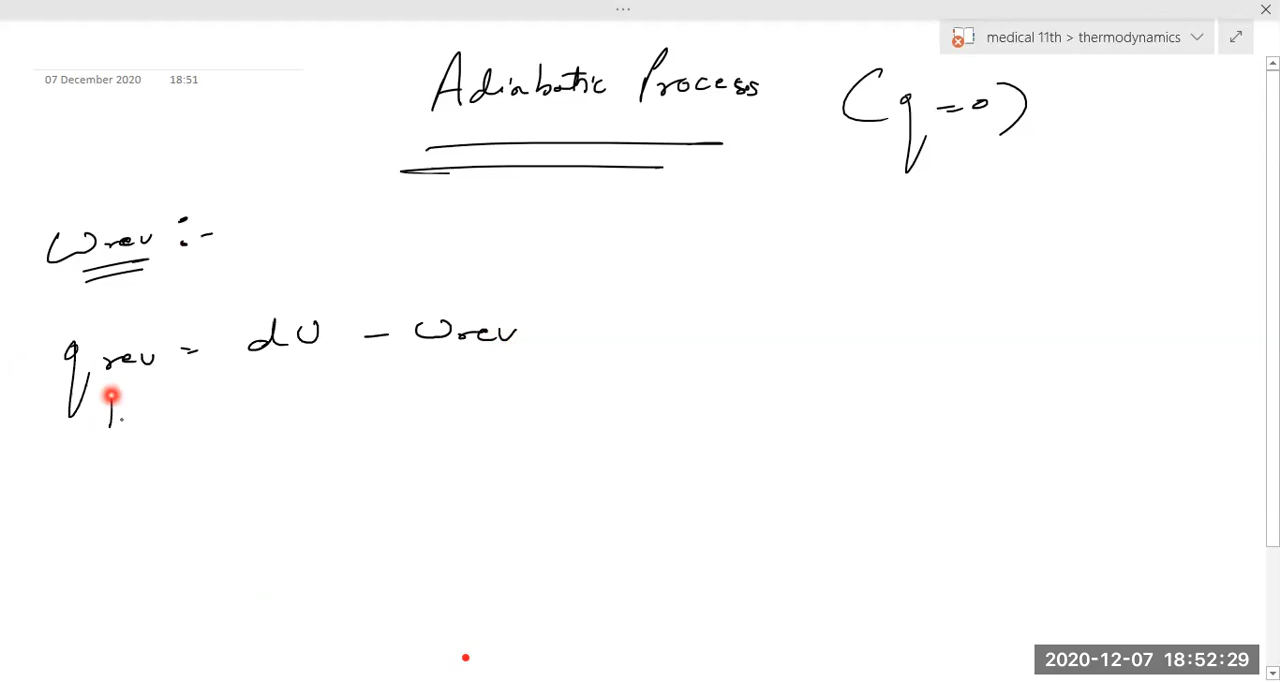 medical 11th > thermodynamics
07 December 2020 18:51
Adiabatic Process (q = 0)
Wrev :-
qrev = dU - Wrev
2020-12-07 18:52:29